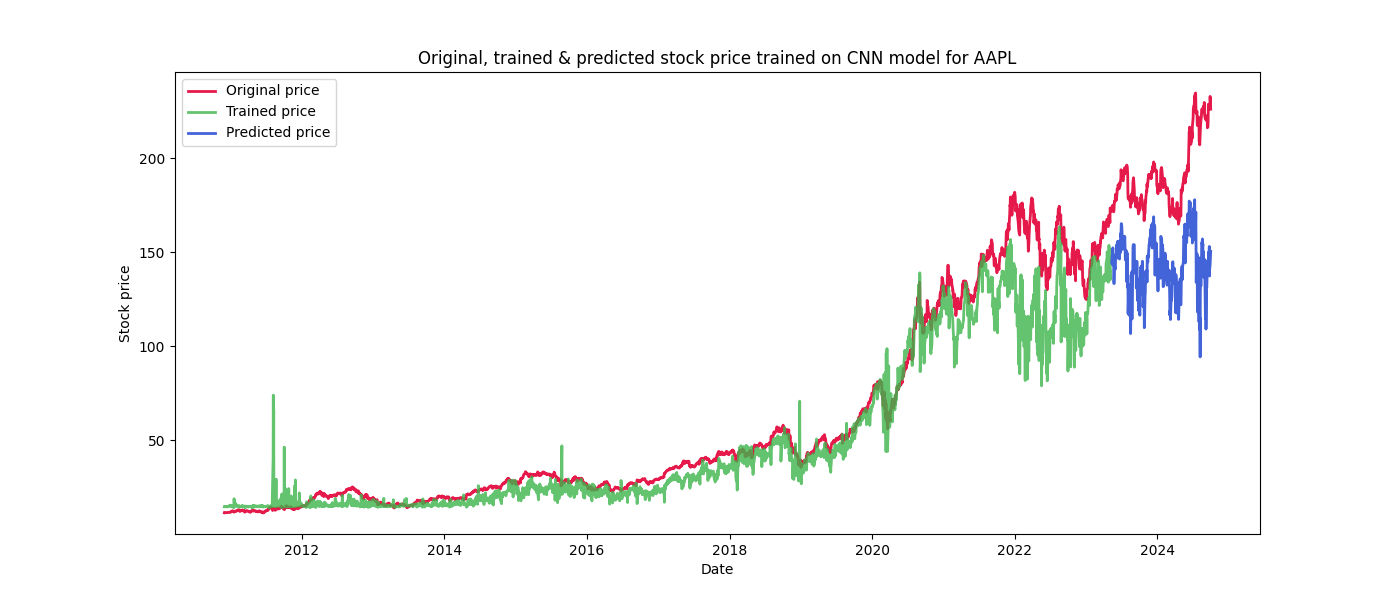 Original, trained & predicted stock price trained on CNN model for AAPL
Original price
Trained price
Predicted price
Stock price
200
150
100
50
2012 2014 2016 2018 2020 2022 2024
Date